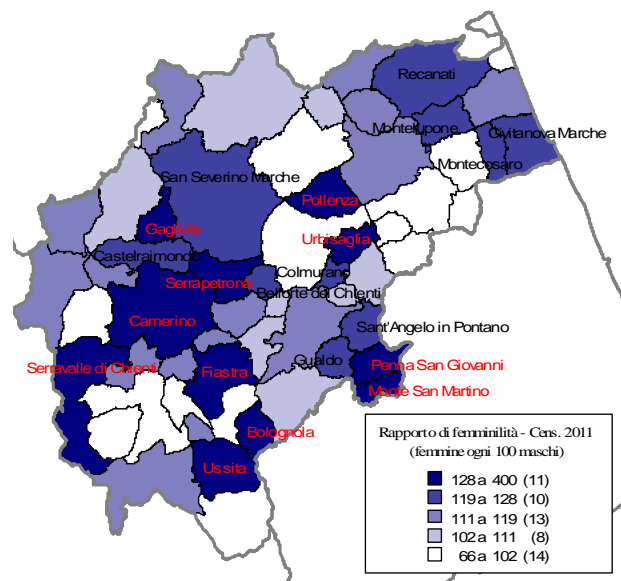 Recanati
Montelupone
Civitanova Marche
Montecosaro
San Severino Marche
Pollenza
Gagliole
Urbisaglia
Castelraimondo
Colmurano
Serrapetrona
Belforte del Chienti
Camerino
Sant'Angelo in Pontano
Gualdo
Penna San Giovanni
Serravalle di Chienti
Fiastra
Monte San Martino
Bolognola
Ussita
Rapporto di femminilità - Cens. 2011
(femmine ogni 100 maschi)
128 a 400 (11)
119 a 128 (10)
111 a 119 (13)
102 a 111 (8)
66 a 102 (14)